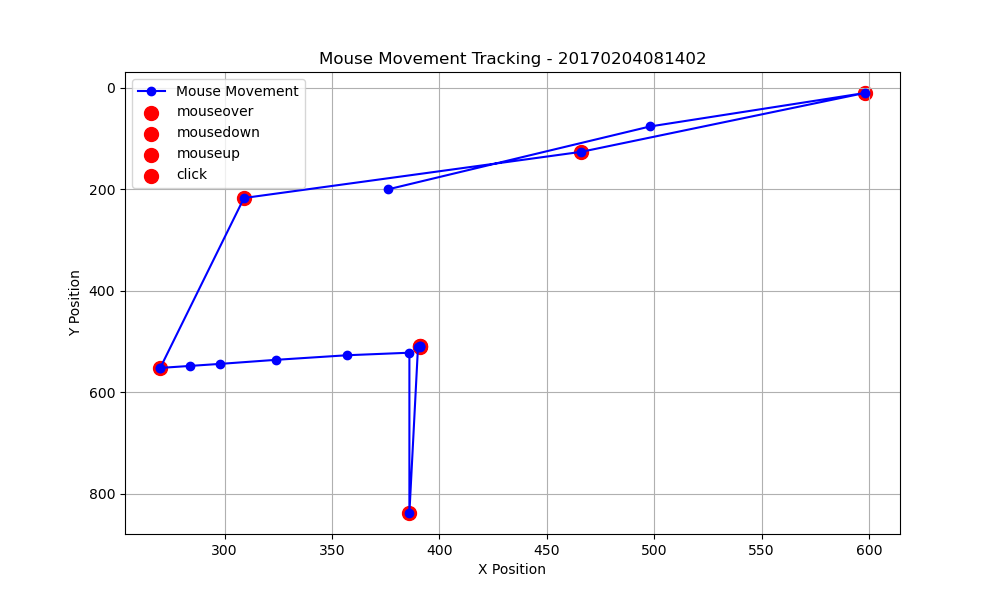 Mouse Movement Tracking - 20170204081402
Mouse Movement
mouseover
mousedown
mouseup
click
0
200
400
600
800
Y Position
300
350
400
450
500
550
600
X Position